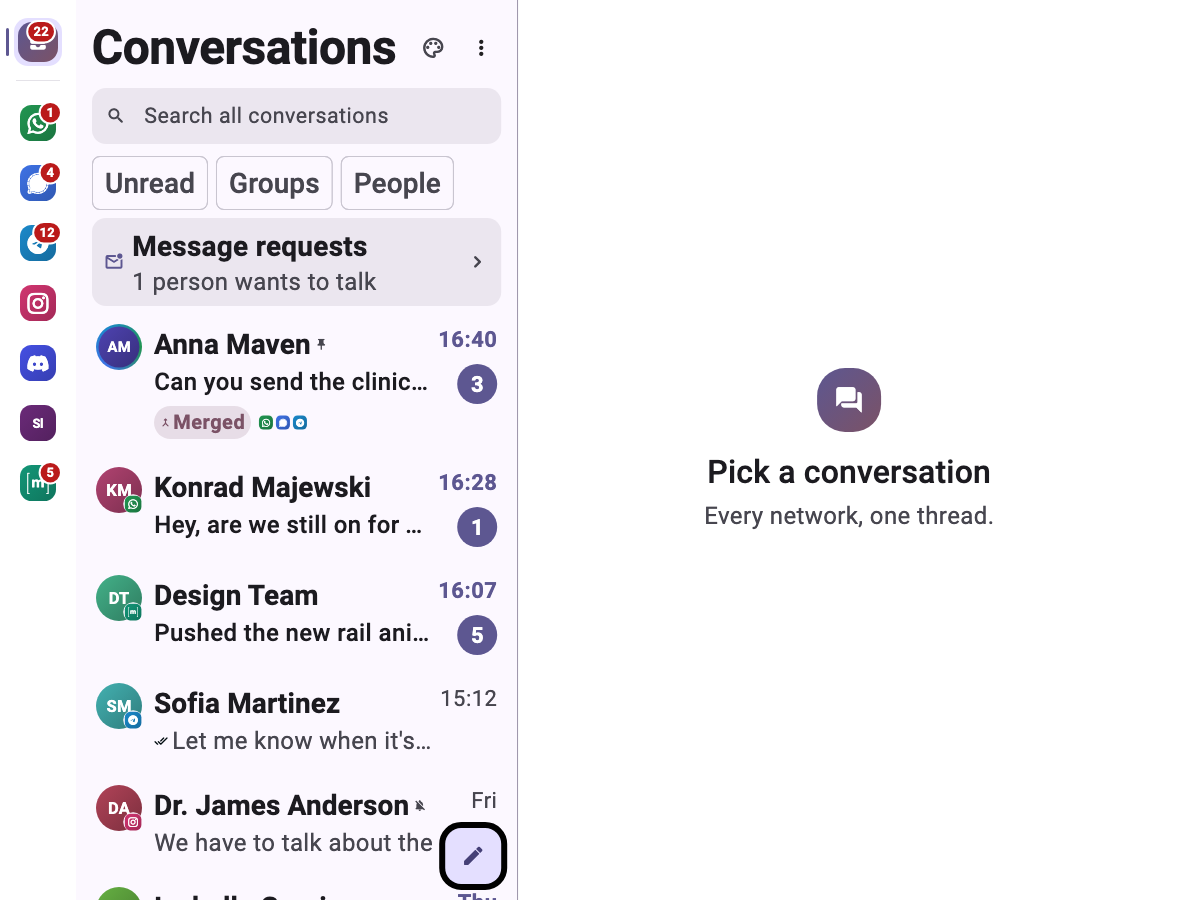 22
Conversations
Search all conversations
1
4
12
SI
[m]
5
Unread
Groups
People
Message requests
1 person wants to talk
AM
Anna Maven
16:40
Can you send the clinic...
3
Merged
KM
Konrad Majewski
16:28
Hey, are we still on for ...
1
DT
[m]
Design Team
16:07
Pushed the new rail ani...
5
SM
Sofia Martinez
15:12
Let me know when it's...
DA
Dr. James Anderson
Fri
We have to talk about the
Thu
Pick a conversation
Every network, one thread.